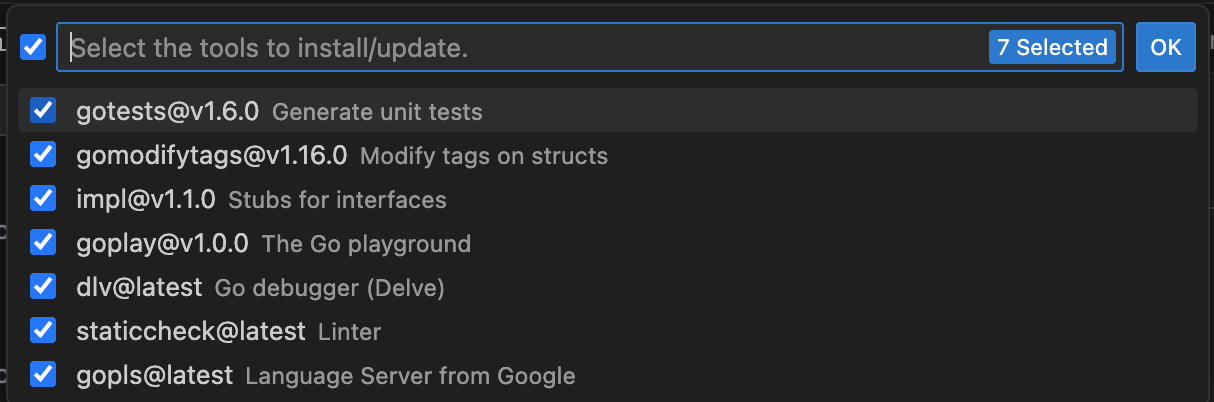 Select the tools to install/update. 7 Selected OK
gotests@v1.6.0 Generate unit tests
gomodifytags@v1.16.0 Modify tags on structs
impl@v1.1.0 Stubs for interfaces
goplay@v1.0.0 The Go playground
dlv@latest Go debugger (Delve)
staticcheck@latest Linter
gopls@latest Language Server from Google